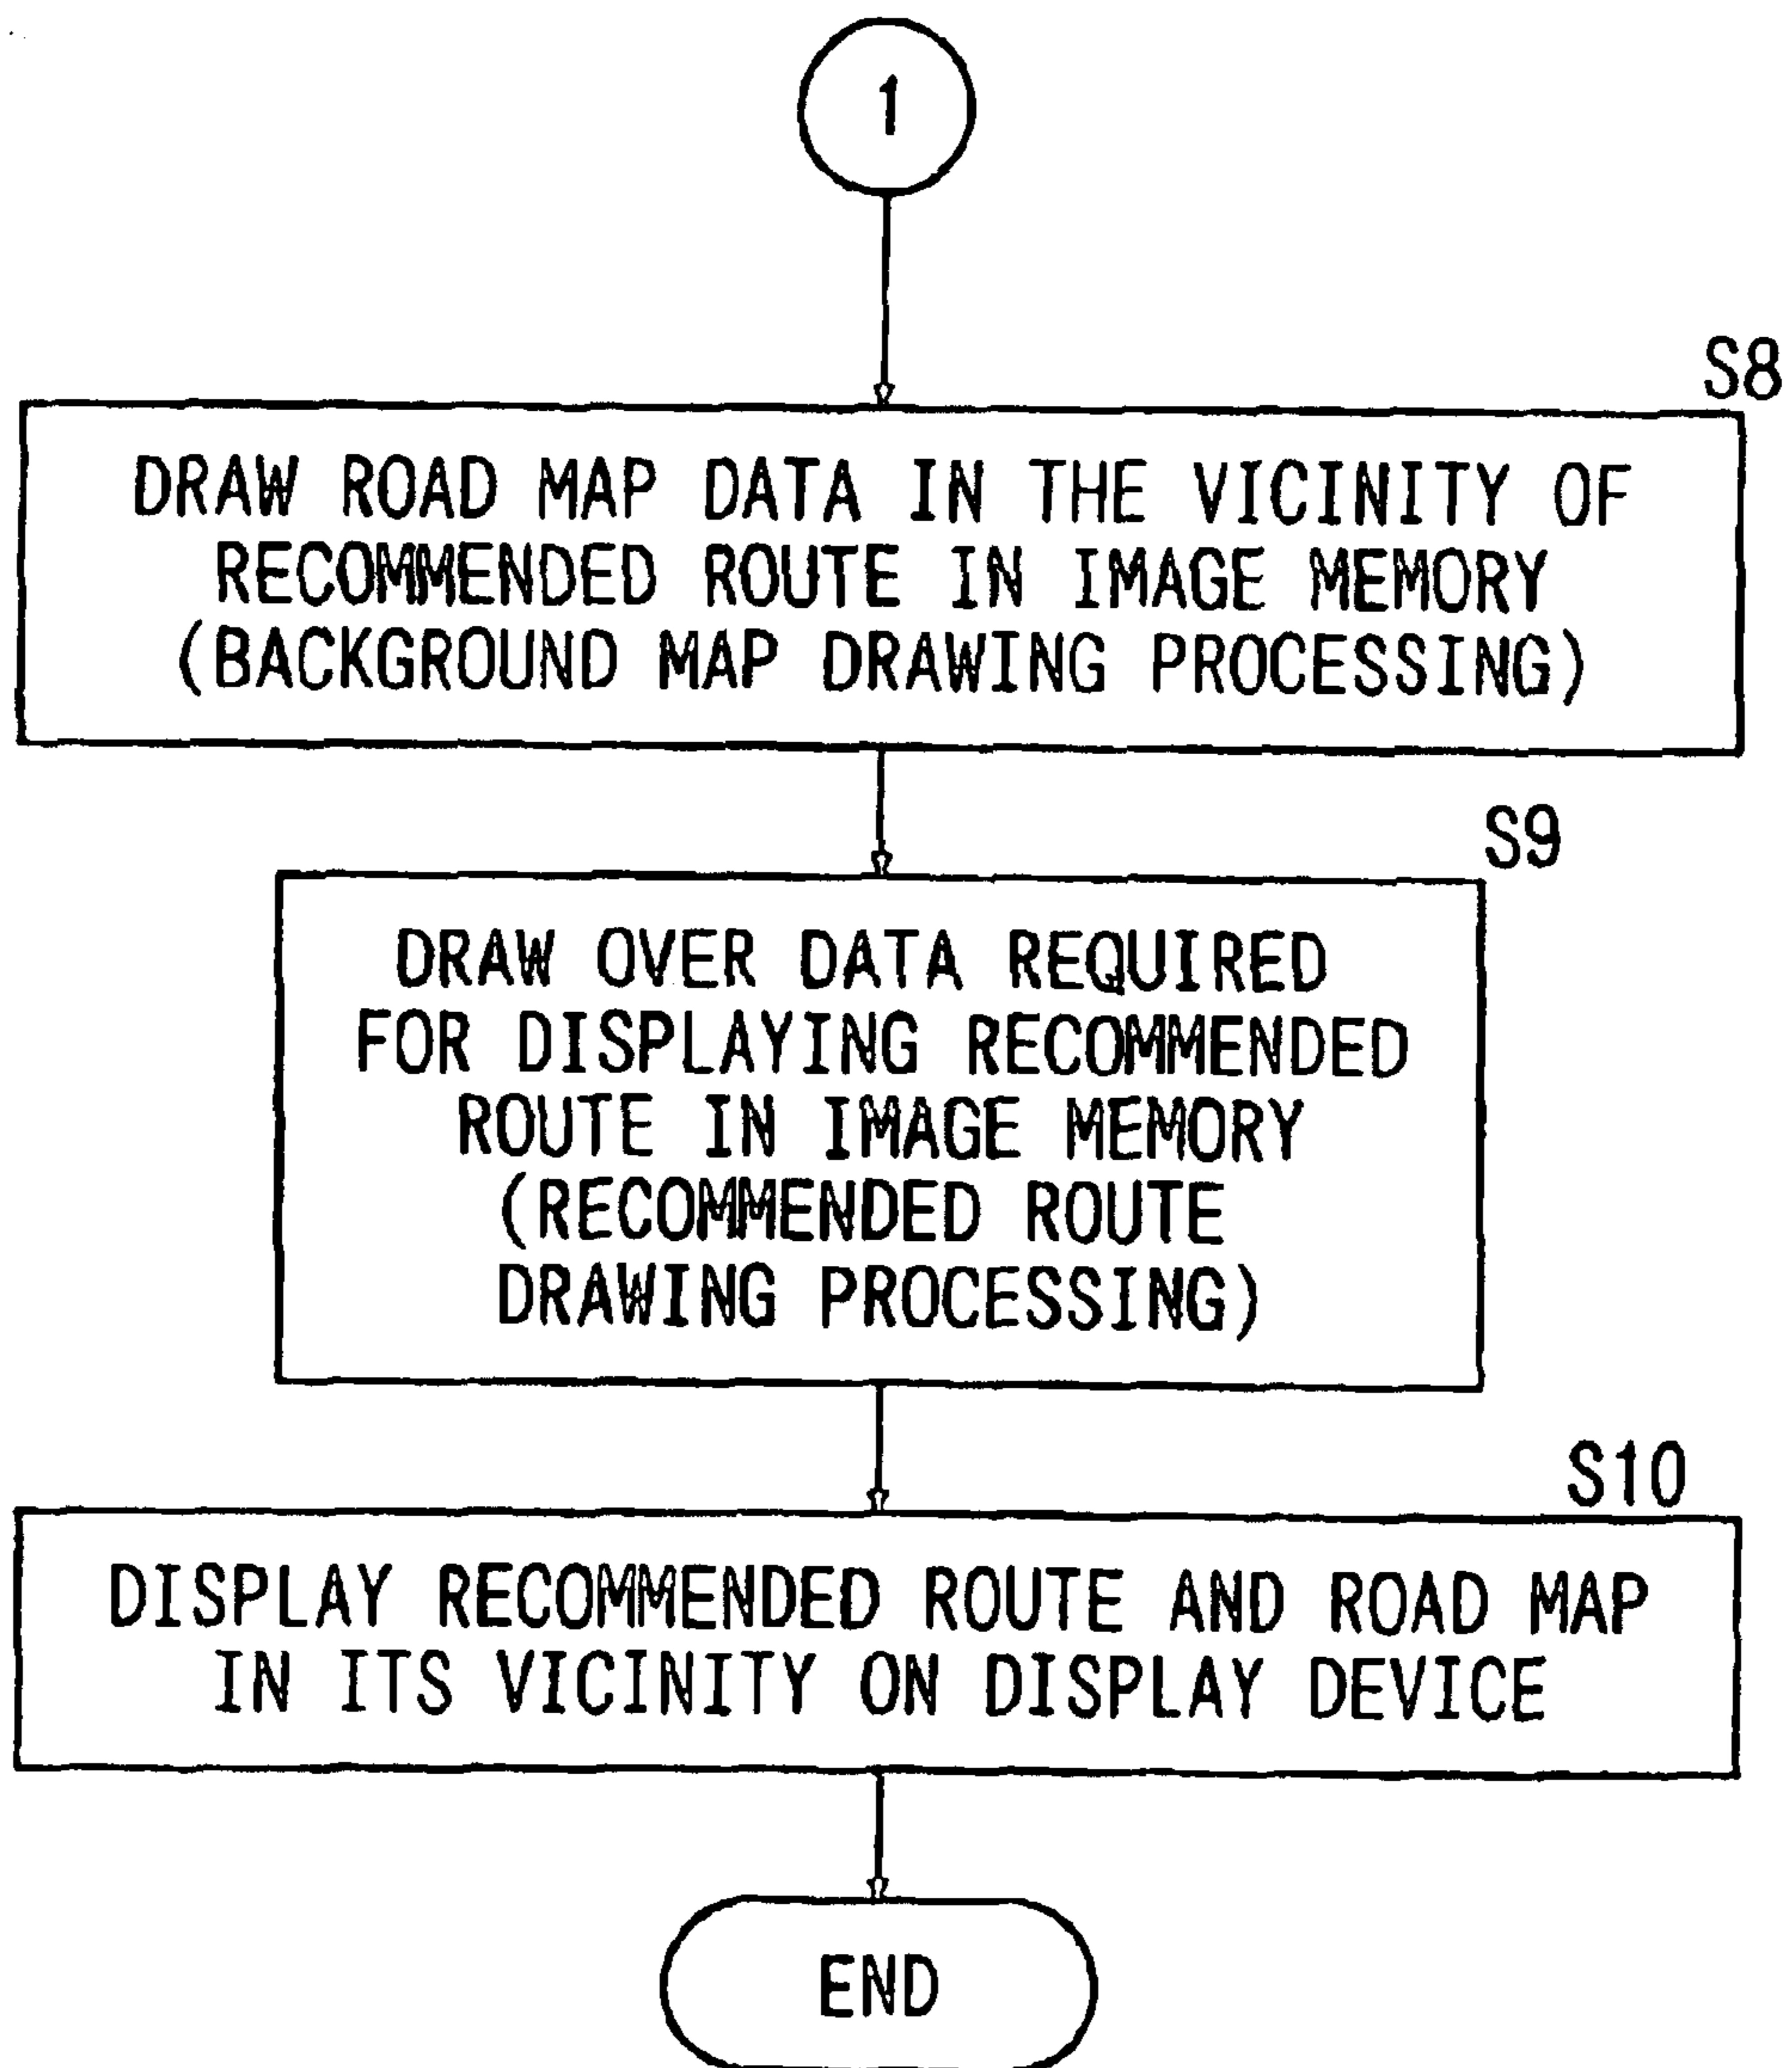 1
S8
DRAW ROAD MAP DATA IN THE VICINITY OF
RECOMMENDED ROUTE IN IMAGE MEMORY
(BACKGROUND MAP DRAWING PROCESSING)
S9
DRAW OVER DATA REQUIRED
FOR DISPLAYING RECOMMENDED
ROUTE IN IMAGE MEMORY
(RECOMMENDED ROUTE
DRAWING PROCESSING)
S10
DISPLAY RECOMMENDED ROUTE AND ROAD MAP
IN ITS VICINITY ON DISPLAY DEVICE
END